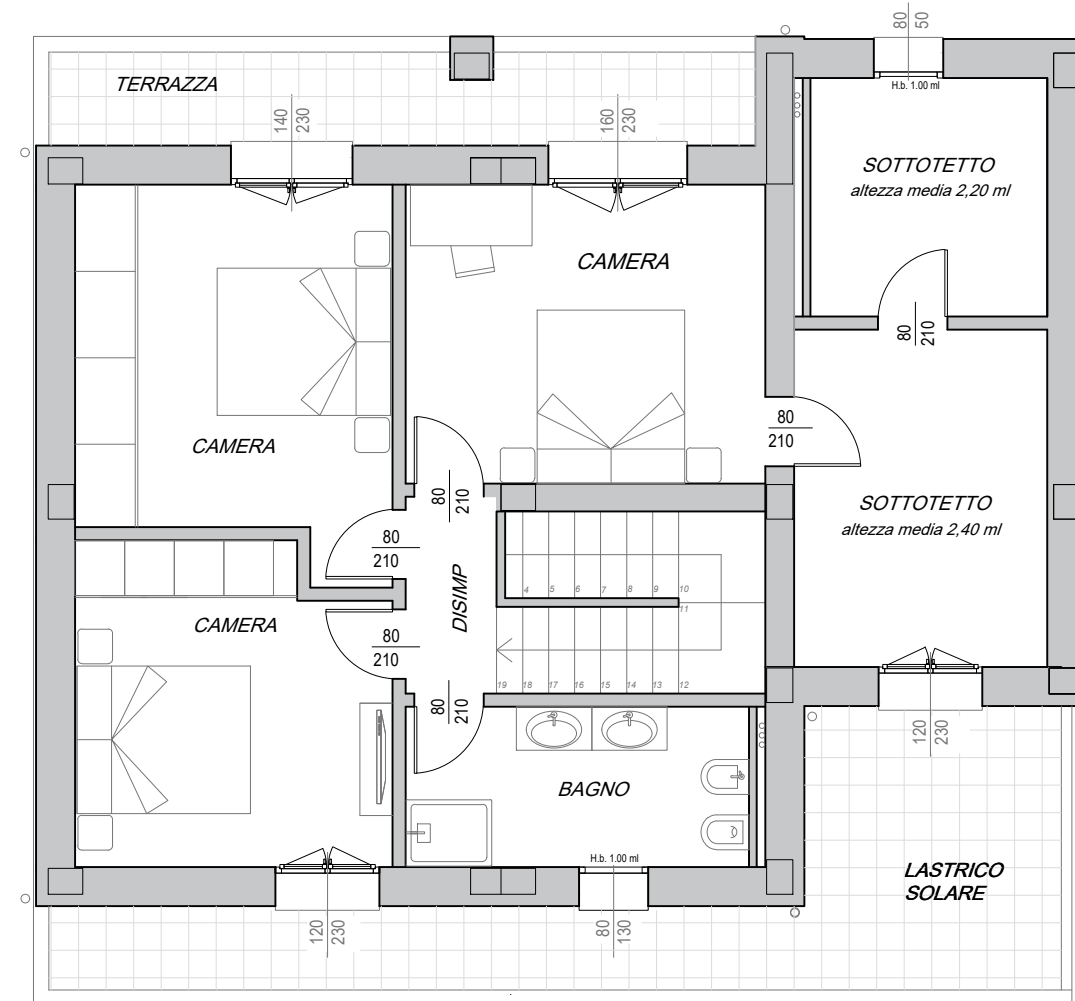 80
50
H.b. 1.00 ml
TERRAZZA
140
230
160
230
SOTTOTETTO
altezza media 2,20 ml
CAMERA
80
210
CAMERA
80
210
80
210
SOTTOTETTO
altezza media 2,40 ml
80
210
DISIMP
4 5 6 7 8 9 10
11
CAMERA
80
210
19 18 17 16 15 14 13 12
80
210
120
230
BAGNO
H.b. 1.00 ml
LASTRICO
SOLARE
120
230
80
130